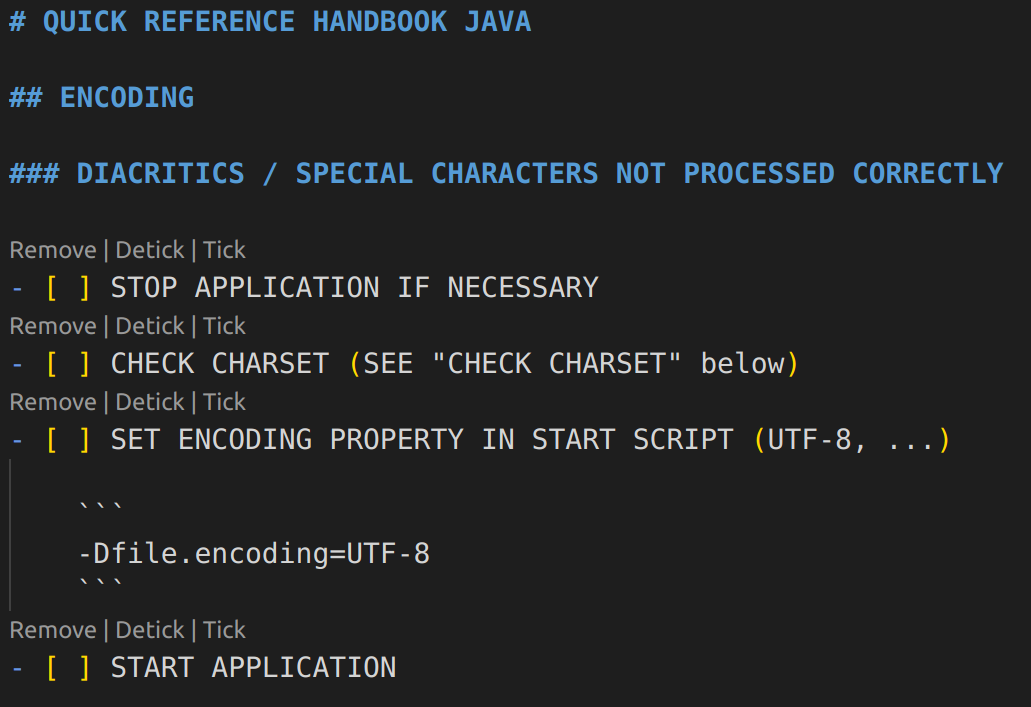 # QUICK REFERENCE HANDBOOK JAVA
## ENCODING
### DIACRITICS / SPECIAL CHARACTERS NOT PROCESSED CORRECTLY
Remove | Detick | Tick
- [ ] STOP APPLICATION IF NECESSARY
Remove | Detick | Tick
- [ ] CHECK CHARSET (SEE "CHECK CHARSET" below)
Remove | Detick | Tick
- [ ] SET ENCODING PROPERTY IN START SCRIPT (UTF-8, ...)
```
-Dfile.encoding=UTF-8
```
Remove | Detick | Tick
- [ ] START APPLICATION